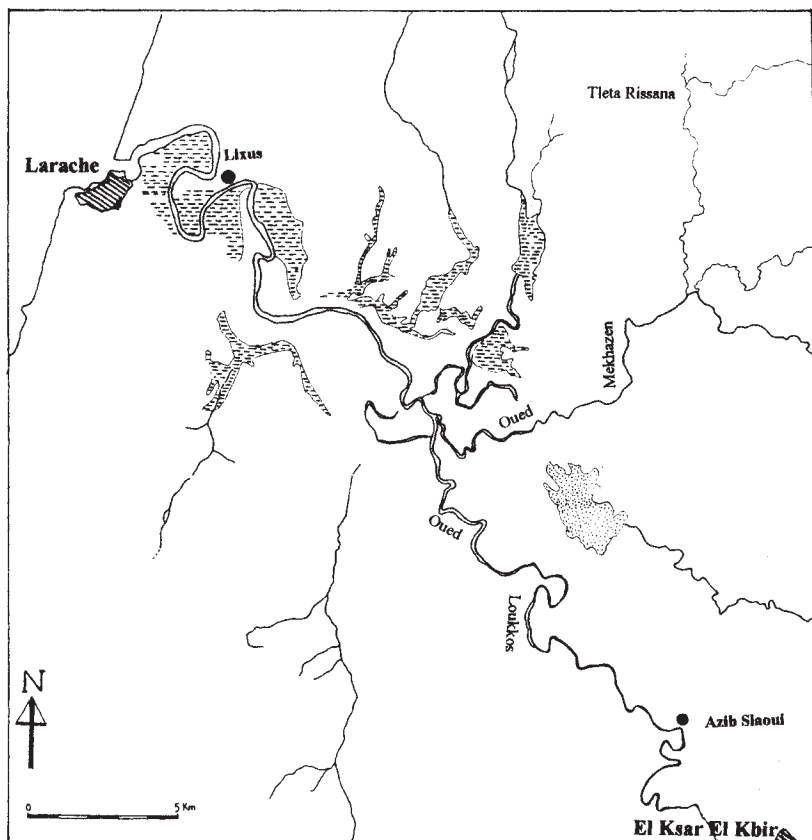 Tleta Rissana
Larache
Lixus
Mekhazen
Oued
Oued
Loukkos
N
Azib Slaoui
0 5 Km
El Ksar El Kbir